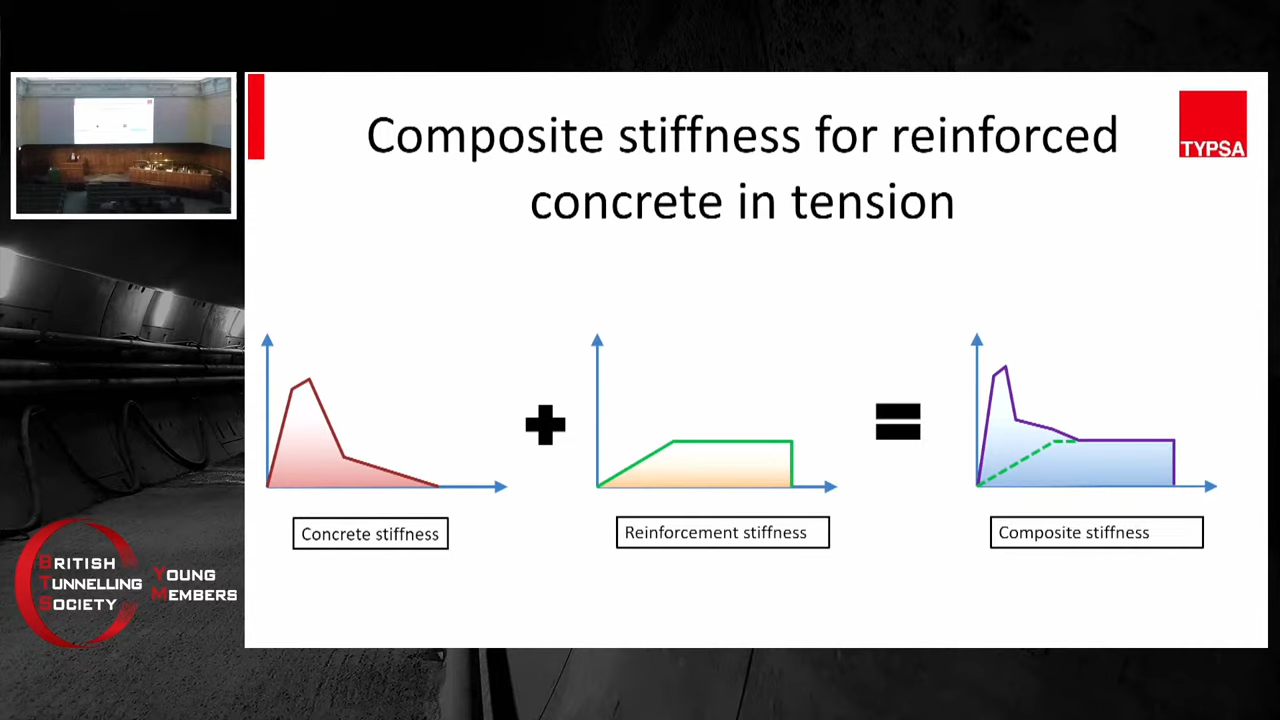 Composite stiffness for reinforced
concrete in tension
TYPSA
Concrete stiffness
Reinforcement stiffness
Composite stiffness
BRITISH
TUNNELLING
SOCIETY
YOUNG
MEMBERS